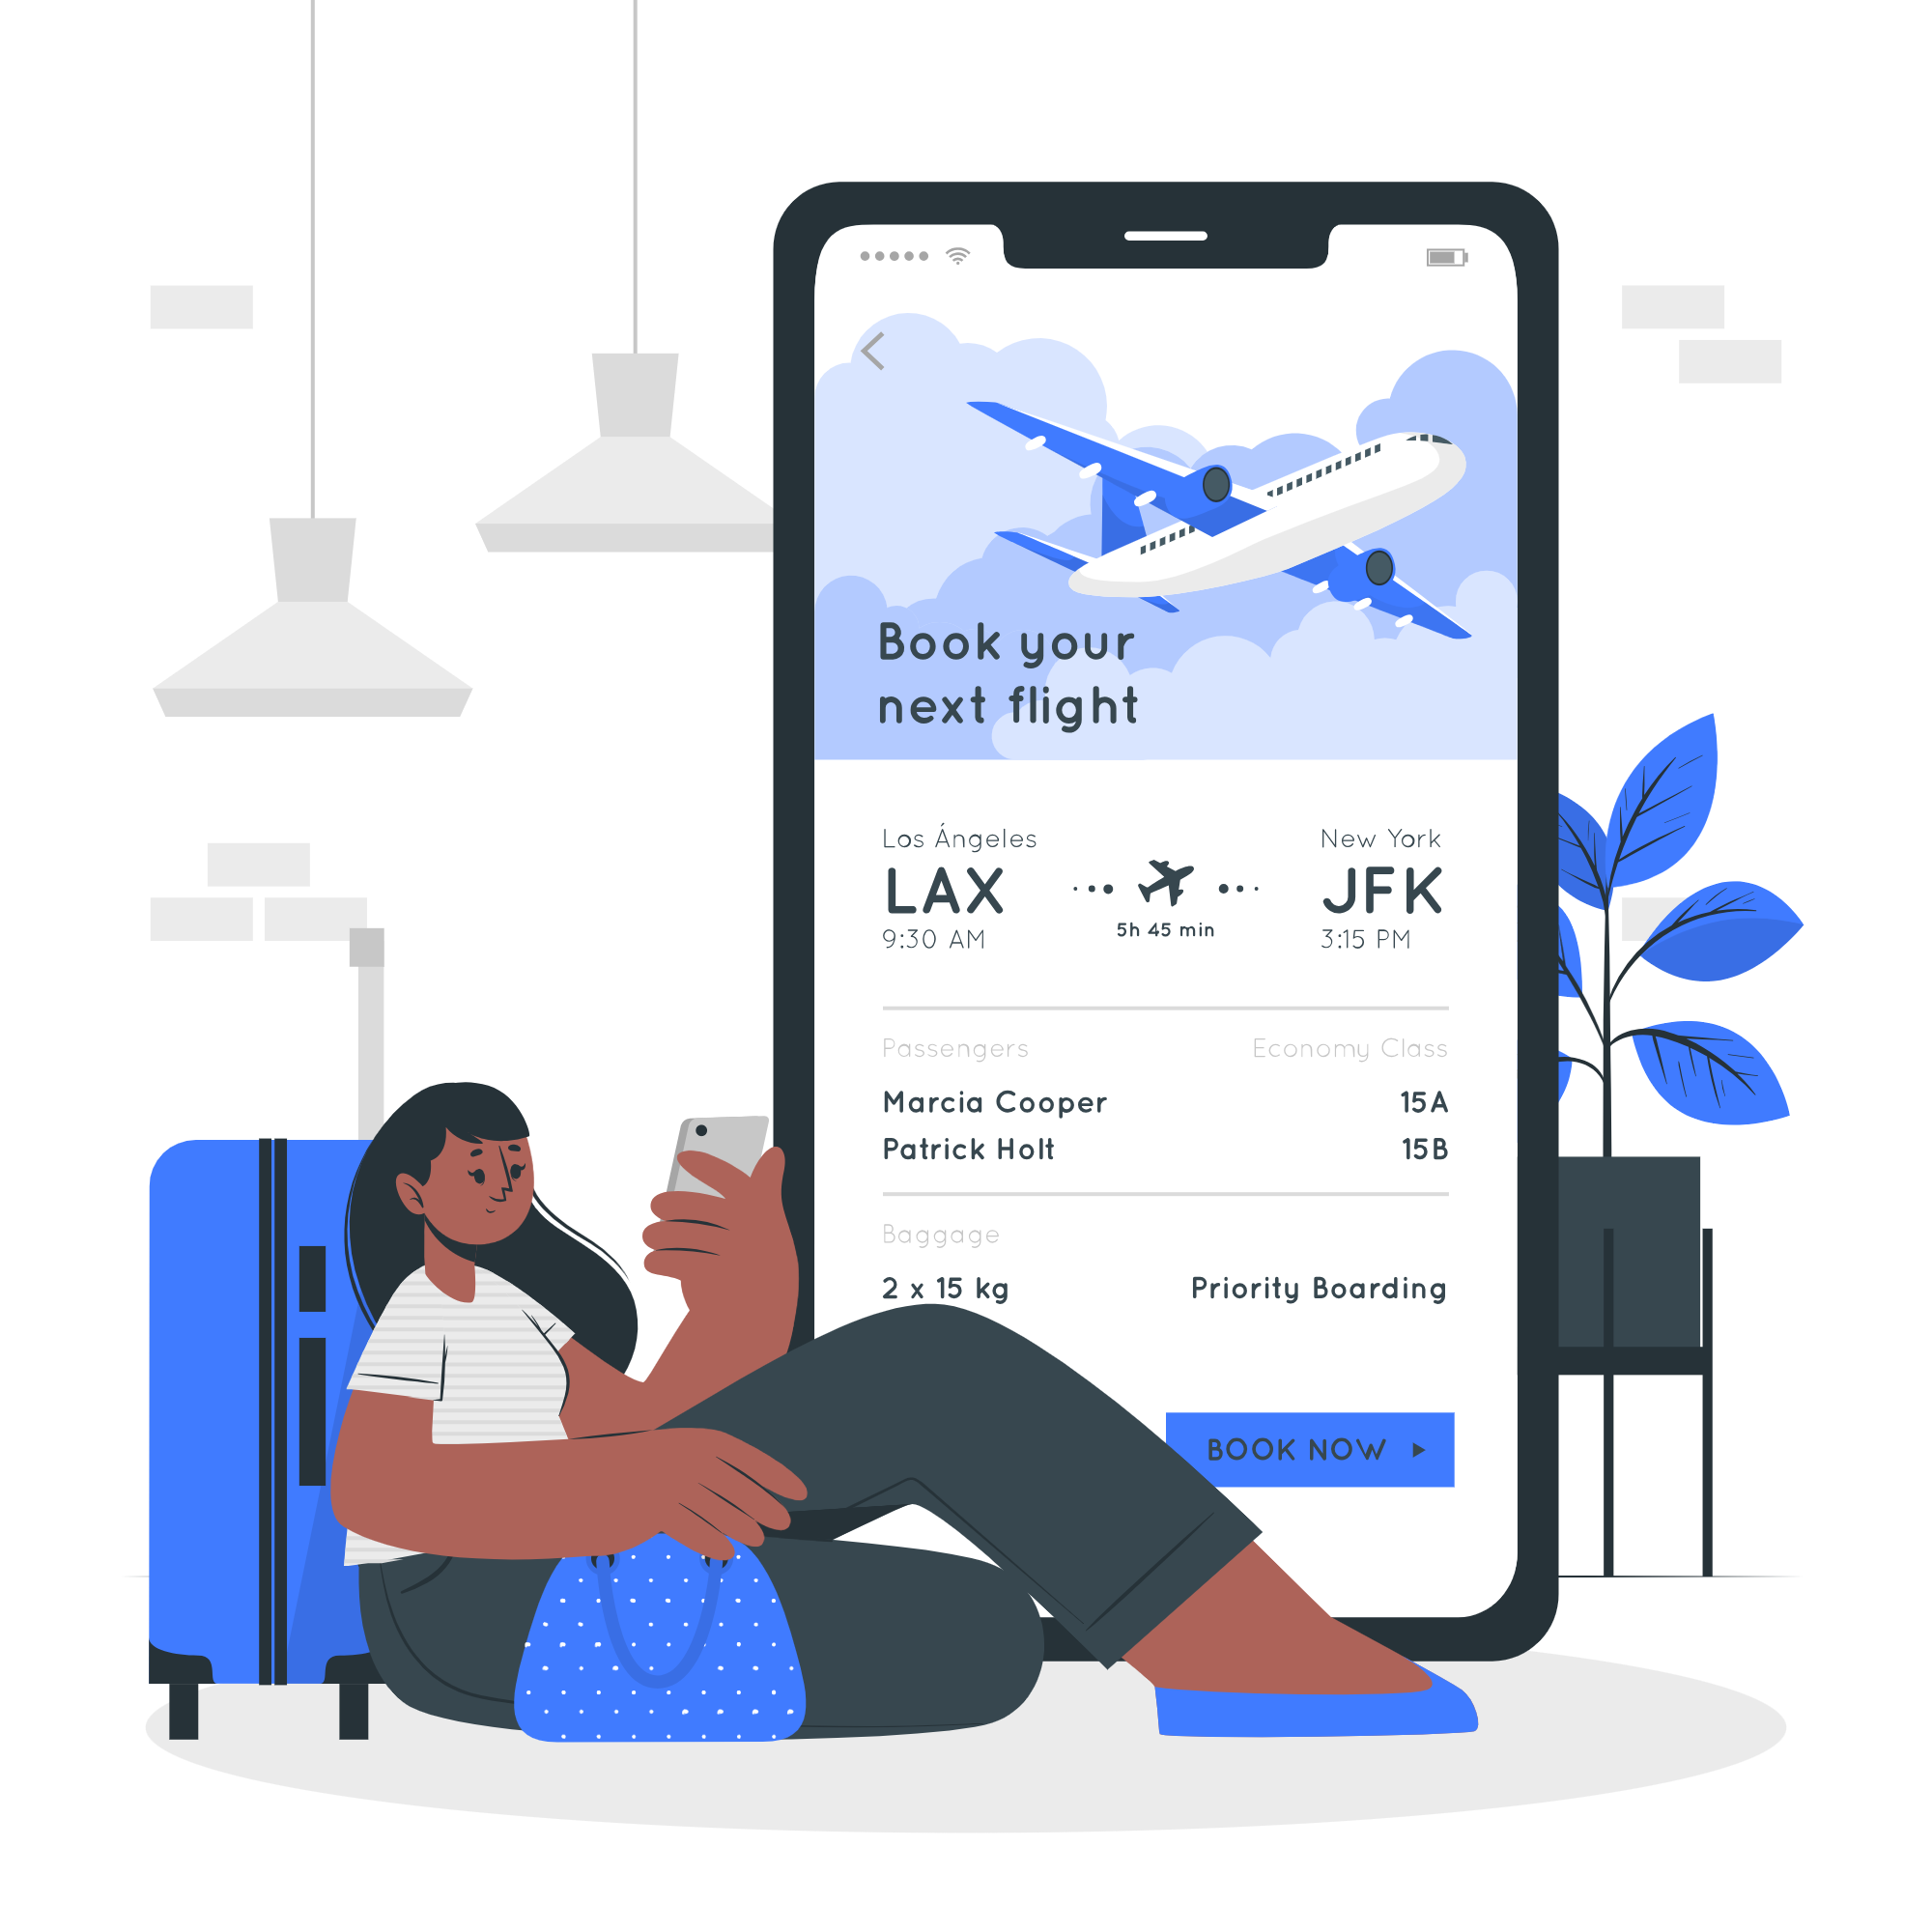 Book your
next flight
Los Ángeles
New York
LAX
JFK
9:30 AM
5h 45 min
3:15 PM
Passengers
Economy Class
Marcia Cooper
15A
Patrick Holt
15B
Baggage
2 x 15 kg
Priority Boarding
BOOK NOW